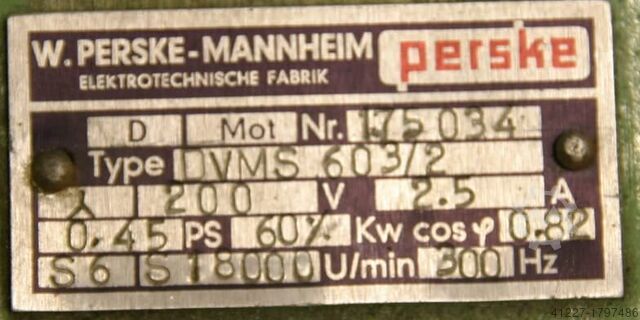 W. PERSKE-MANNHEIM perske
ELEKTROTECHNISCHE FABRIK
D Mot Nr. 175034
Type DVMS 603/2
⅄ 200 V 2.5 A
0.45 PS 60% Kw cos φ 0.82
S6 S 18000 U/min 300 Hz
41227-1797486